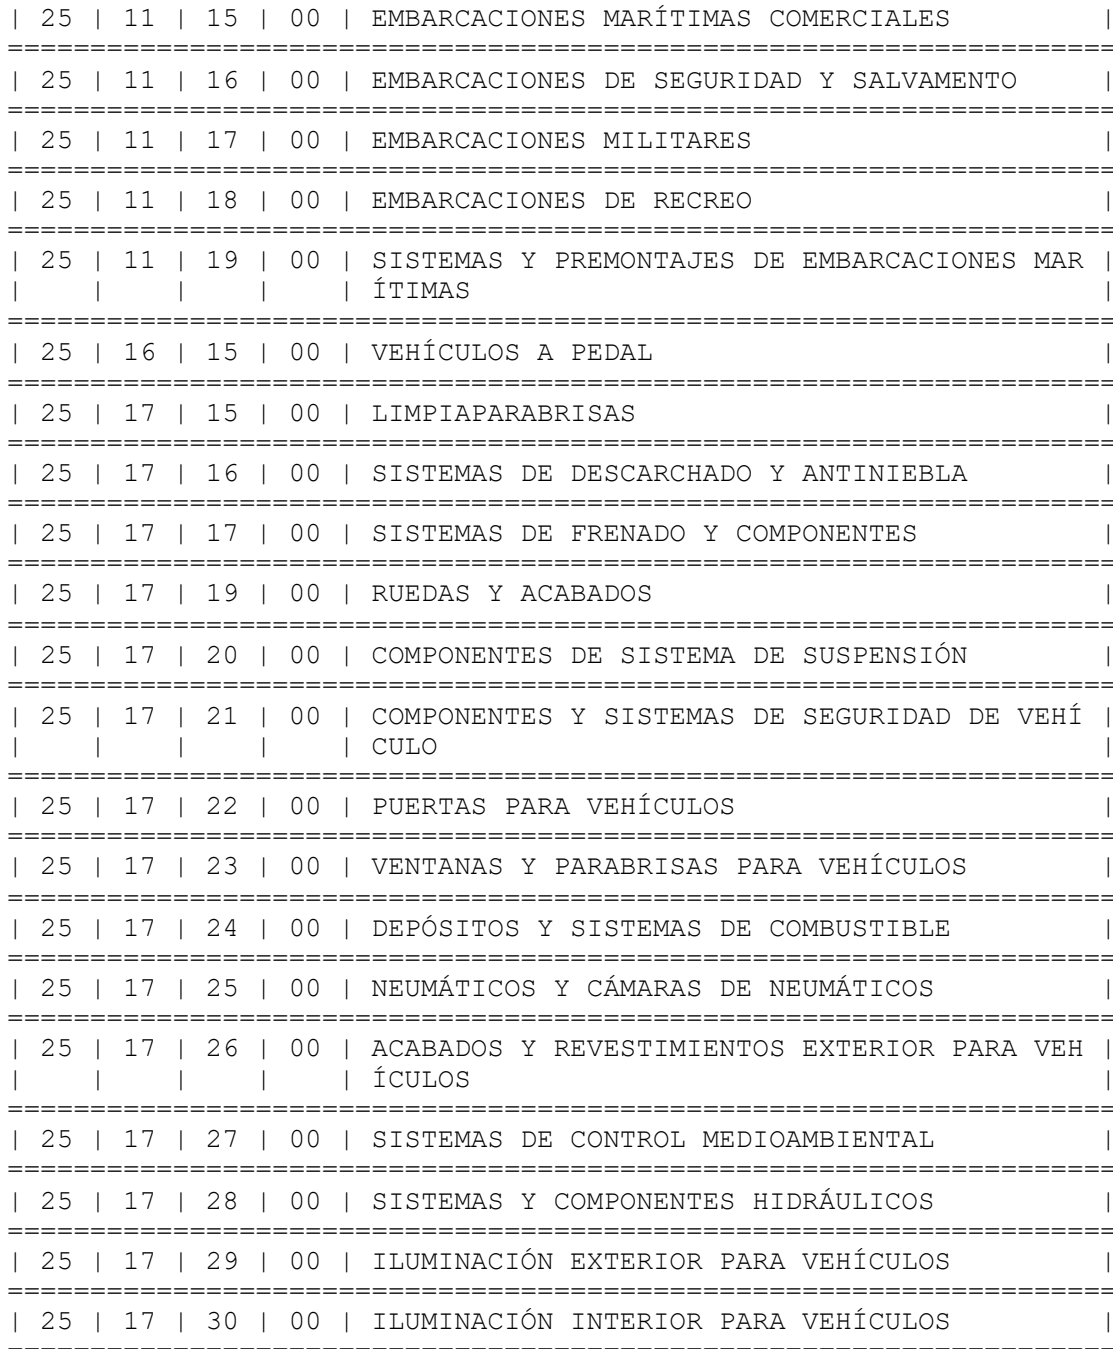 | 25 | 11 | 15 | 00 | EMBARCACIONES MARÍTIMAS COMERCIALES |
===================================================================
| 25 | 11 | 16 | 00 | EMBARCACIONES DE SEGURIDAD Y SALVAMENTO |
===================================================================
| 25 | 11 | 17 | 00 | EMBARCACIONES MILITARES |
===================================================================
| 25 | 11 | 18 | 00 | EMBARCACIONES DE RECREO |
===================================================================
| 25 | 11 | 19 | 00 | SISTEMAS Y PREMONTAJES DE EMBARCACIONES MAR |
| | | | | ÍTIMAS |
===================================================================
| 25 | 16 | 15 | 00 | VEHÍCULOS A PEDAL |
===================================================================
| 25 | 17 | 15 | 00 | LIMPIAPARABRISAS |
===================================================================
| 25 | 17 | 16 | 00 | SISTEMAS DE DESCARCHADO Y ANTINIEBLA |
===================================================================
| 25 | 17 | 17 | 00 | SISTEMAS DE FRENADO Y COMPONENTES |
===================================================================
| 25 | 17 | 19 | 00 | RUEDAS Y ACABADOS |
===================================================================
| 25 | 17 | 20 | 00 | COMPONENTES DE SISTEMA DE SUSPENSIÓN |
===================================================================
| 25 | 17 | 21 | 00 | COMPONENTES Y SISTEMAS DE SEGURIDAD DE VEHÍ |
| | | | | CULO |
===================================================================
| 25 | 17 | 22 | 00 | PUERTAS PARA VEHÍCULOS |
===================================================================
| 25 | 17 | 23 | 00 | VENTANAS Y PARABRISAS PARA VEHÍCULOS |
===================================================================
| 25 | 17 | 24 | 00 | DEPÓSITOS Y SISTEMAS DE COMBUSTIBLE |
===================================================================
| 25 | 17 | 25 | 00 | NEUMÁTICOS Y CÁMARAS DE NEUMÁTICOS |
===================================================================
| 25 | 17 | 26 | 00 | ACABADOS Y REVESTIMIENTOS EXTERIOR PARA VEH |
| | | | | ÍCULOS |
===================================================================
| 25 | 17 | 27 | 00 | SISTEMAS DE CONTROL MEDIOAMBIENTAL |
===================================================================
| 25 | 17 | 28 | 00 | SISTEMAS Y COMPONENTES HIDRÁULICOS |
===================================================================
| 25 | 17 | 29 | 00 | ILUMINACIÓN EXTERIOR PARA VEHÍCULOS |
===================================================================
| 25 | 17 | 30 | 00 | ILUMINACIÓN INTERIOR PARA VEHÍCULOS |
===================================================================